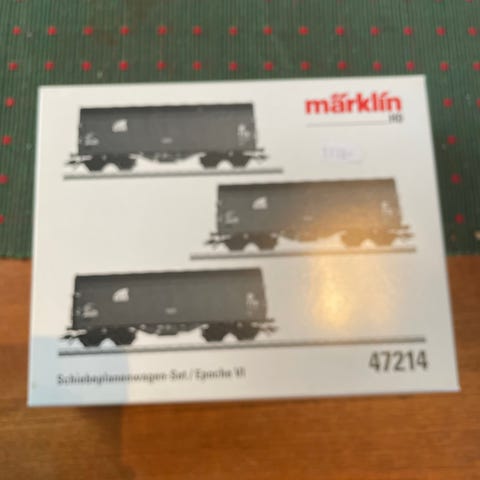 märklin
H0
Schiebeplanenwagen-Set / Epoche VI
47214